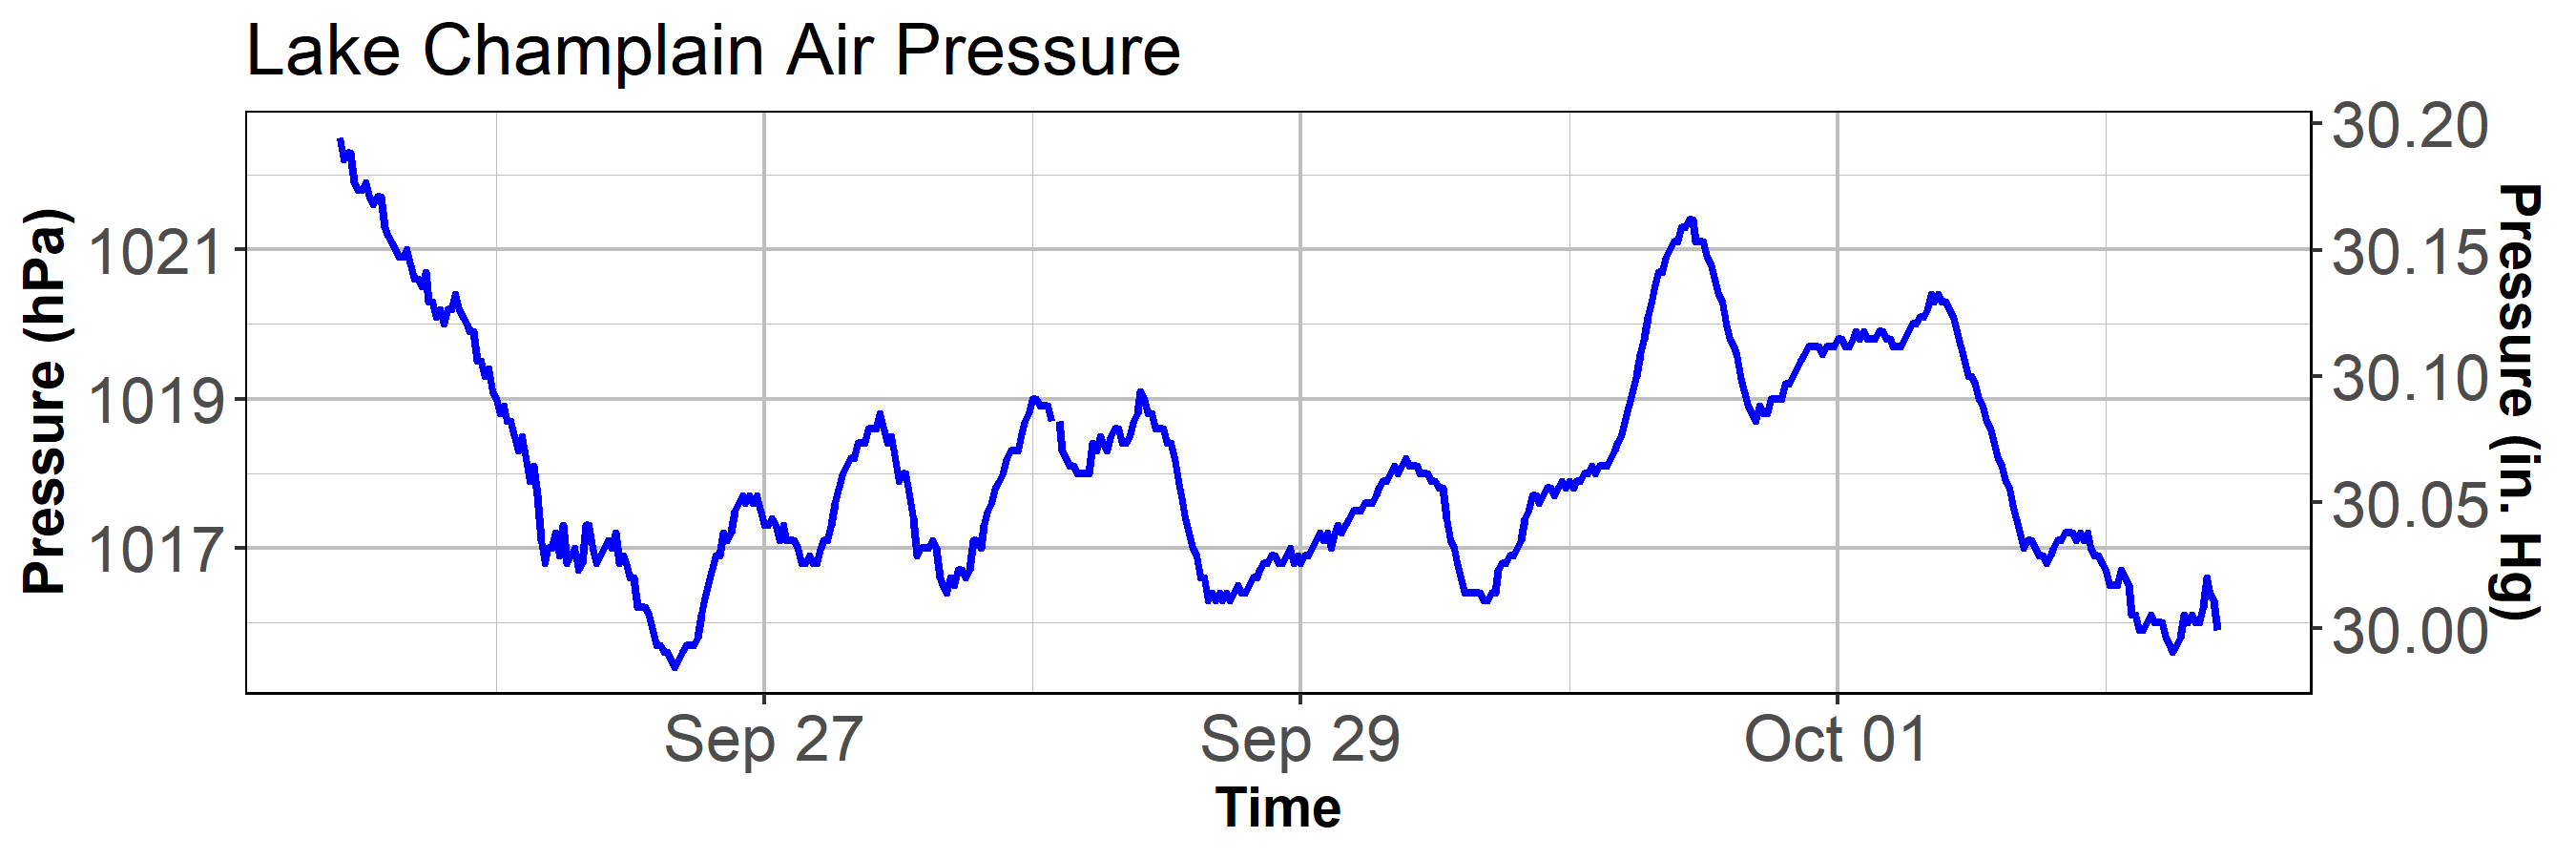 Lake Champlain Air Pressure
Pressure (hPa)
1021
1019
1017
30.20
30.15
30.10
30.05
30.00
Pressure (in. Hg)
Sep 27
Sep 29
Oct 01
Time